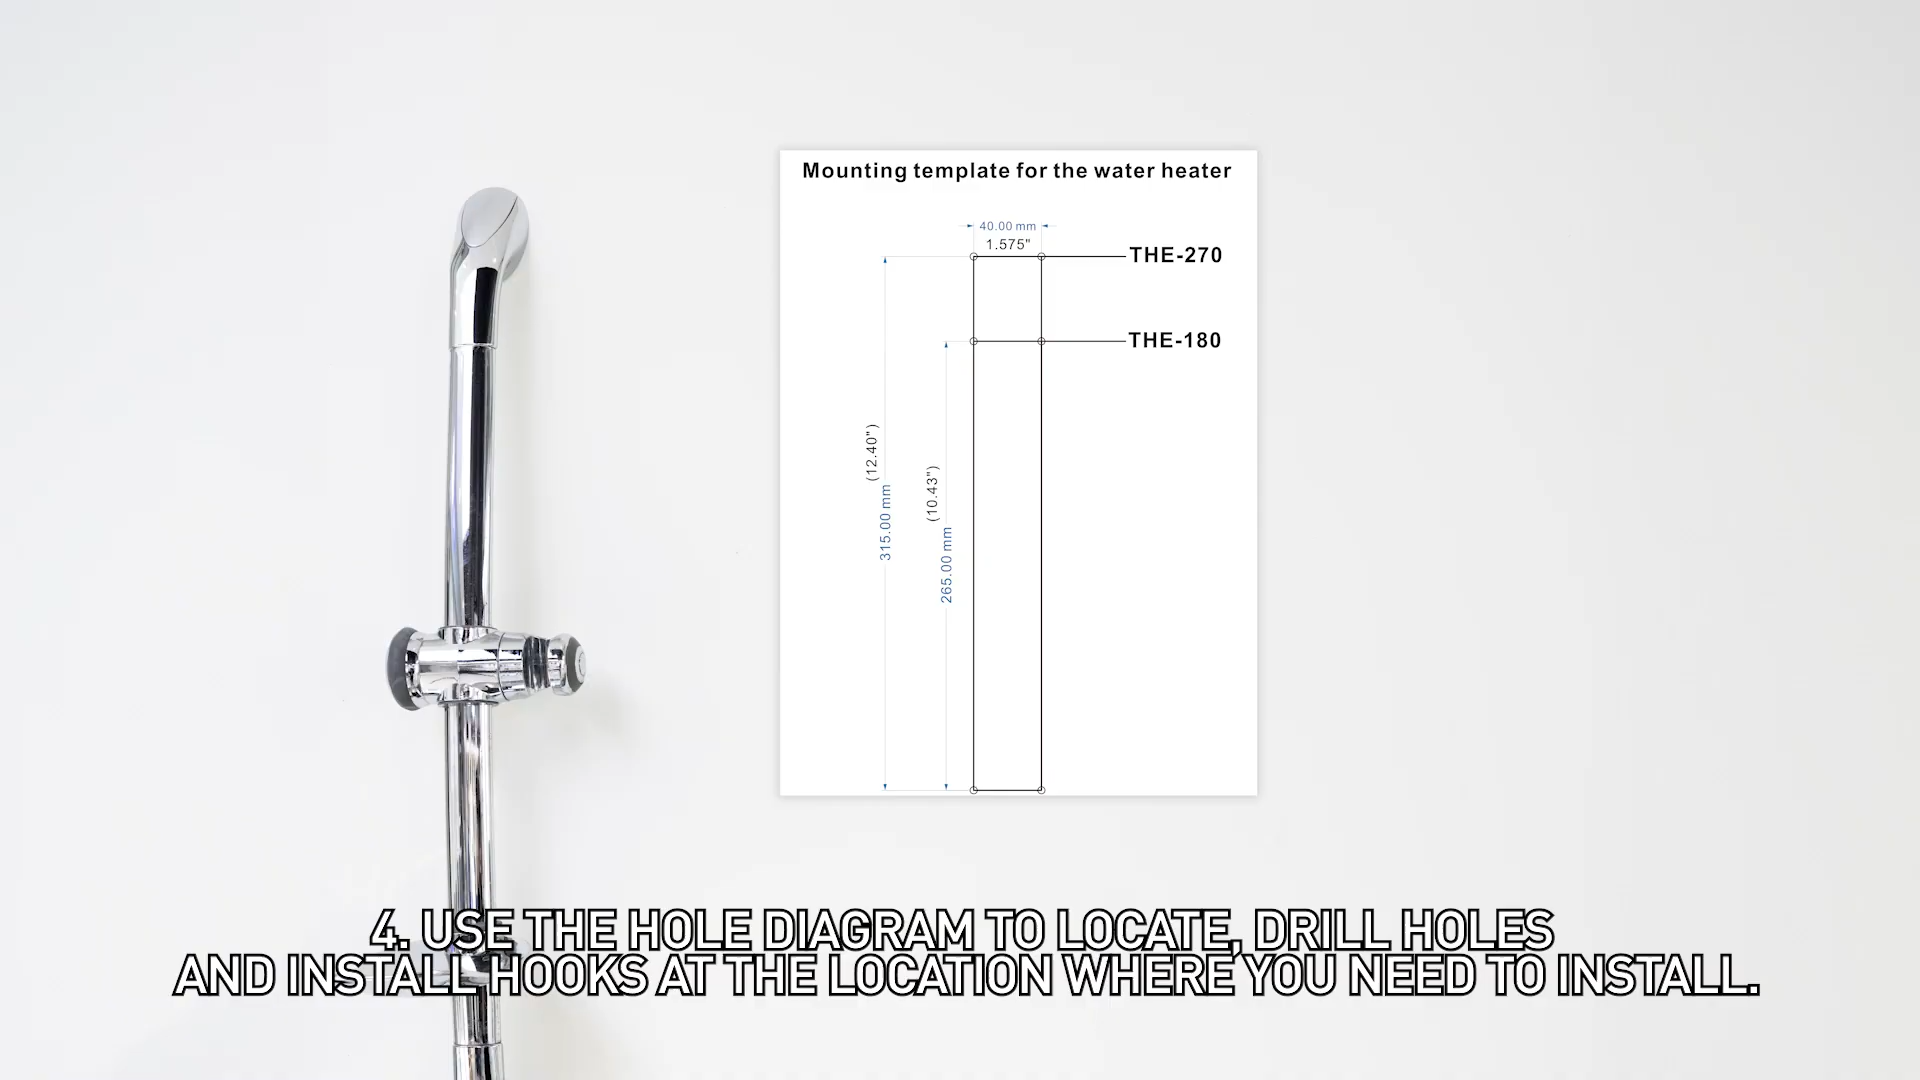 Mounting template for the water heater
40.00 mm
1.575"
THE-270
THE-180
(12.40")
315.00 mm
(10.43")
265.00 mm
4. USE THE HOLE DIAGRAM TO LOCATE, DRILL HOLES
AND INSTALL HOOKS AT THE LOCATION WHERE YOU NEED TO INSTALL.